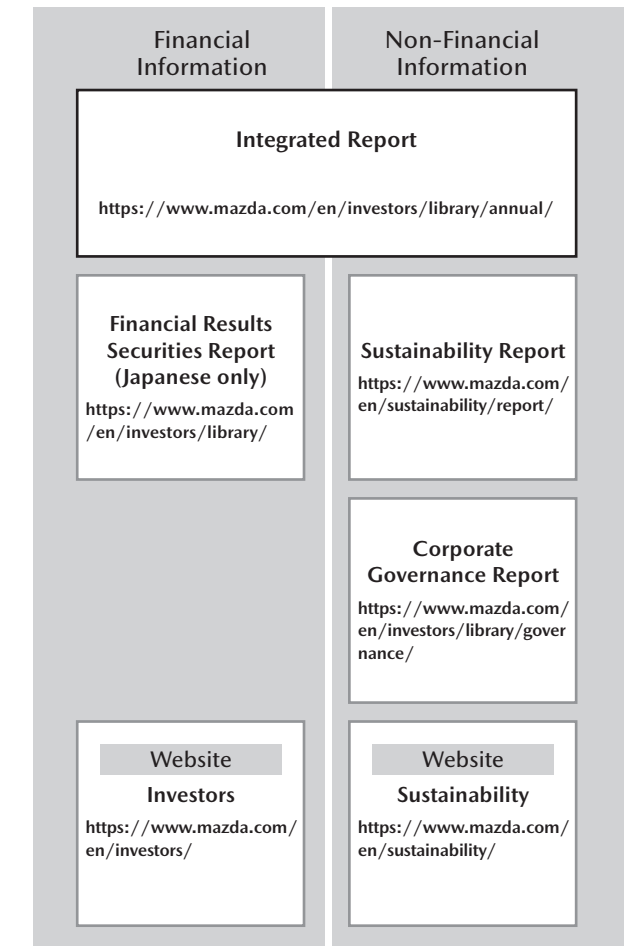 Financial
Information
Non-Financial
Information
Integrated Report
https://www.mazda.com/en/investors/library/annual/
Financial Results
Securities Report
(Japanese only)
https://www.mazda.com
/en/investors/library/
Sustainability Report
https://www.mazda.com/
en/sustainability/report/
Corporate
Governance Report
https://www.mazda.com/
en/investors/library/gover
nance/
Website
Investors
https://www.mazda.com/
en/investors/
Website
Sustainability
https://www.mazda.com/
en/sustainability/